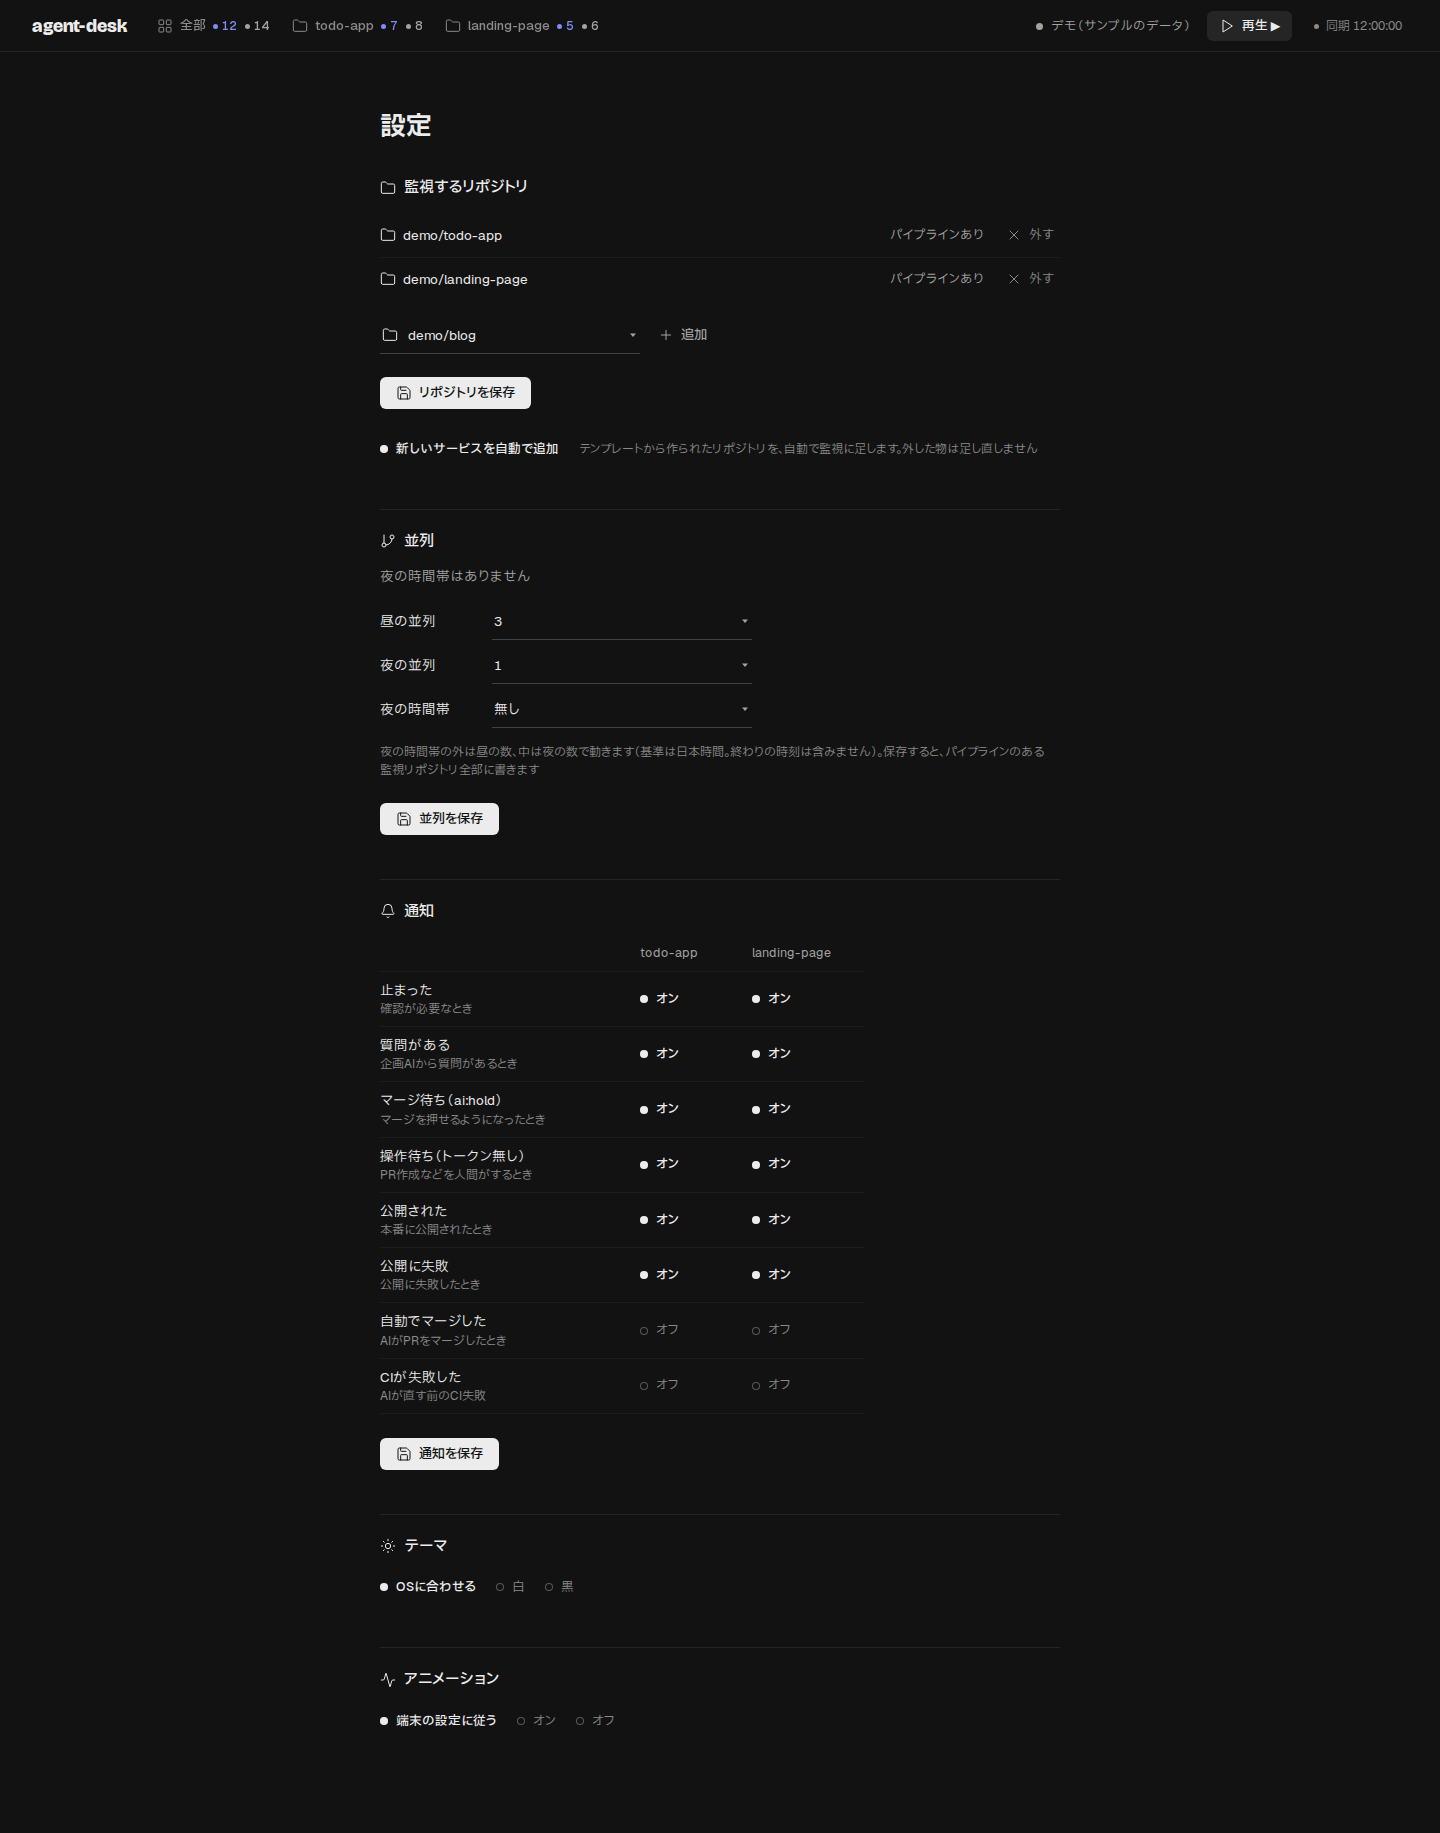 agent-desk 全部 12 14 todo-app 7 8 landing-page 5 6 デモ（サンプルのデータ） 再生▶ 同期 12:00:00
設定
監視するリポジトリ
demo/todo-app パイプラインあり 外す
demo/landing-page パイプラインあり 外す
demo/blog 追加
リポジトリを保存
新しいサービスを自動で追加 テンプレートから作られたリポジトリを、自動で監視に足します。外した物は足し直しません
並列
夜の時間帯はありません
昼の並列 3
夜の並列 1
夜の時間帯 無し
夜の時間帯の外は昼の数、中は夜の数で動きます（基準は日本時間。終わりの時刻は含みません）。保存すると、パイプラインのある
監視リポジトリ全部に書きます
並列を保存
通知
todo-app landing-page
止まった
確認が必要なとき
オン オン
質問がある
企画AIから質問があるとき
オン オン
マージ待ち（ai:hold）
マージを押せるようになったとき
オン オン
操作待ち（トークン無し）
PR作成などを人間がするとき
オン オン
公開された
本番に公開されたとき
オン オン
公開に失敗
公開に失敗したとき
オン オン
自動でマージした
AIがPRをマージしたとき
オフ オフ
CIが失敗した
AIが直す前のCI失敗
オフ オフ
通知を保存
テーマ
OSに合わせる 白 黒
アニメーション
端末の設定に従う オン オフ